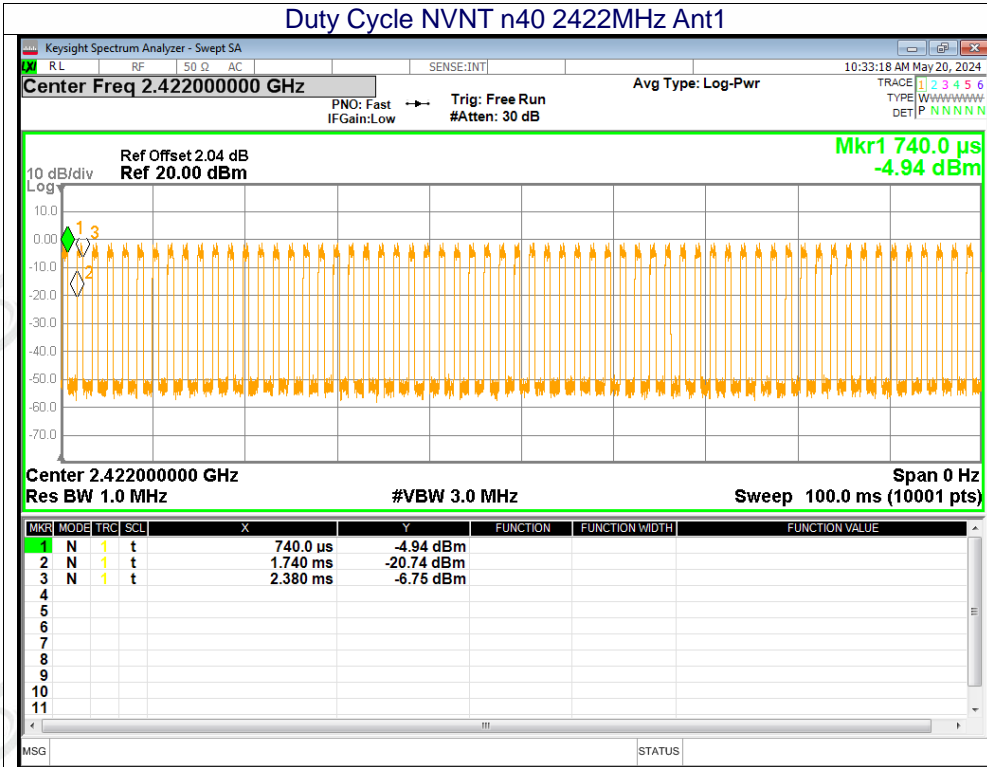 Duty Cycle NVNT n40 2422MHz Ant1
Keysight Spectrum Analyzer - Swept SA
LXI RL RF 50 Ω AC SENSE:INT 10:33:18 AM May 20, 2024
Center Freq 2.422000000 GHz Avg Type: Log-Pwr TRACE 1 2 3 4 5 6
PNO: Fast Trig: Free Run TYPE WWWWWWW
IFGain:Low #Atten: 30 dB DET P N N N N N
Mkr1 740.0 µs
-4.94 dBm
Ref Offset 2.04 dB
10 dB/div Ref 20.00 dBm
Log
10.0
0.00
-10.0
-20.0
-30.0
-40.0
-50.0
-60.0
-70.0
1 3
2
Center 2.422000000 GHz Span 0 Hz
Res BW 1.0 MHz #VBW 3.0 MHz Sweep 100.0 ms (10001 pts)
MKR MODE TRC SCL X Y FUNCTION FUNCTION WIDTH FUNCTION VALUE
1 N 1 t 740.0 µs -4.94 dBm
2 N 1 t 1.740 ms -20.74 dBm
3 N 1 t 2.380 ms -6.75 dBm
4
5
6
7
8
9
10
11
MSG STATUS